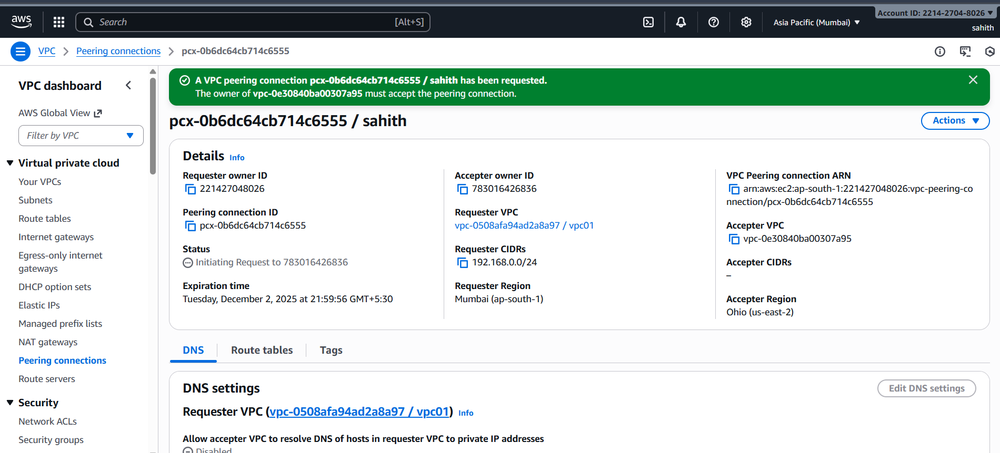 aws
Search
[Alt+S]
Asia Pacific (Mumbai)
Account ID: 2214-2704-8026
sahith
VPC
Peering connections
pcx-0b6dc64cb714c6555
VPC dashboard
AWS Global View
Filter by VPC
Virtual private cloud
Your VPCs
Subnets
Route tables
Internet gateways
Egress-only internet
gateways
DHCP option sets
Elastic IPs
Managed prefix lists
NAT gateways
Peering connections
Route servers
Security
Network ACLs
Security groups
A VPC peering connection pcx-0b6dc64cb714c6555 / sahith has been requested.
The owner of vpc-0e30840ba00307a95 must accept the peering connection.
pcx-0b6dc64cb714c6555 / sahith
Actions
Details Info
Requester owner ID
221427048026
Peering connection ID
pcx-0b6dc64cb714c6555
Status
Initiating Request to 783016426836
Expiration time
Tuesday, December 2, 2025 at 21:59:56 GMT+5:30
Accepter owner ID
783016426836
Requester VPC
vpc-0508afa94ad2a8a97 / vpc01
Requester CIDRs
192.168.0.0/24
Requester Region
Mumbai (ap-south-1)
VPC Peering connection ARN
arn:aws:ec2:ap-south-1:221427048026:vpc-peering-co
nnection/pcx-0b6dc64cb714c6555
Accepter VPC
vpc-0e30840ba00307a95
Accepter CIDRs
–
Accepter Region
Ohio (us-east-2)
DNS
Route tables
Tags
DNS settings
Edit DNS settings
Requester VPC (vpc-0508afa94ad2a8a97 / vpc01) Info
Allow accepter VPC to resolve DNS of hosts in requester VPC to private IP addresses
Disabled